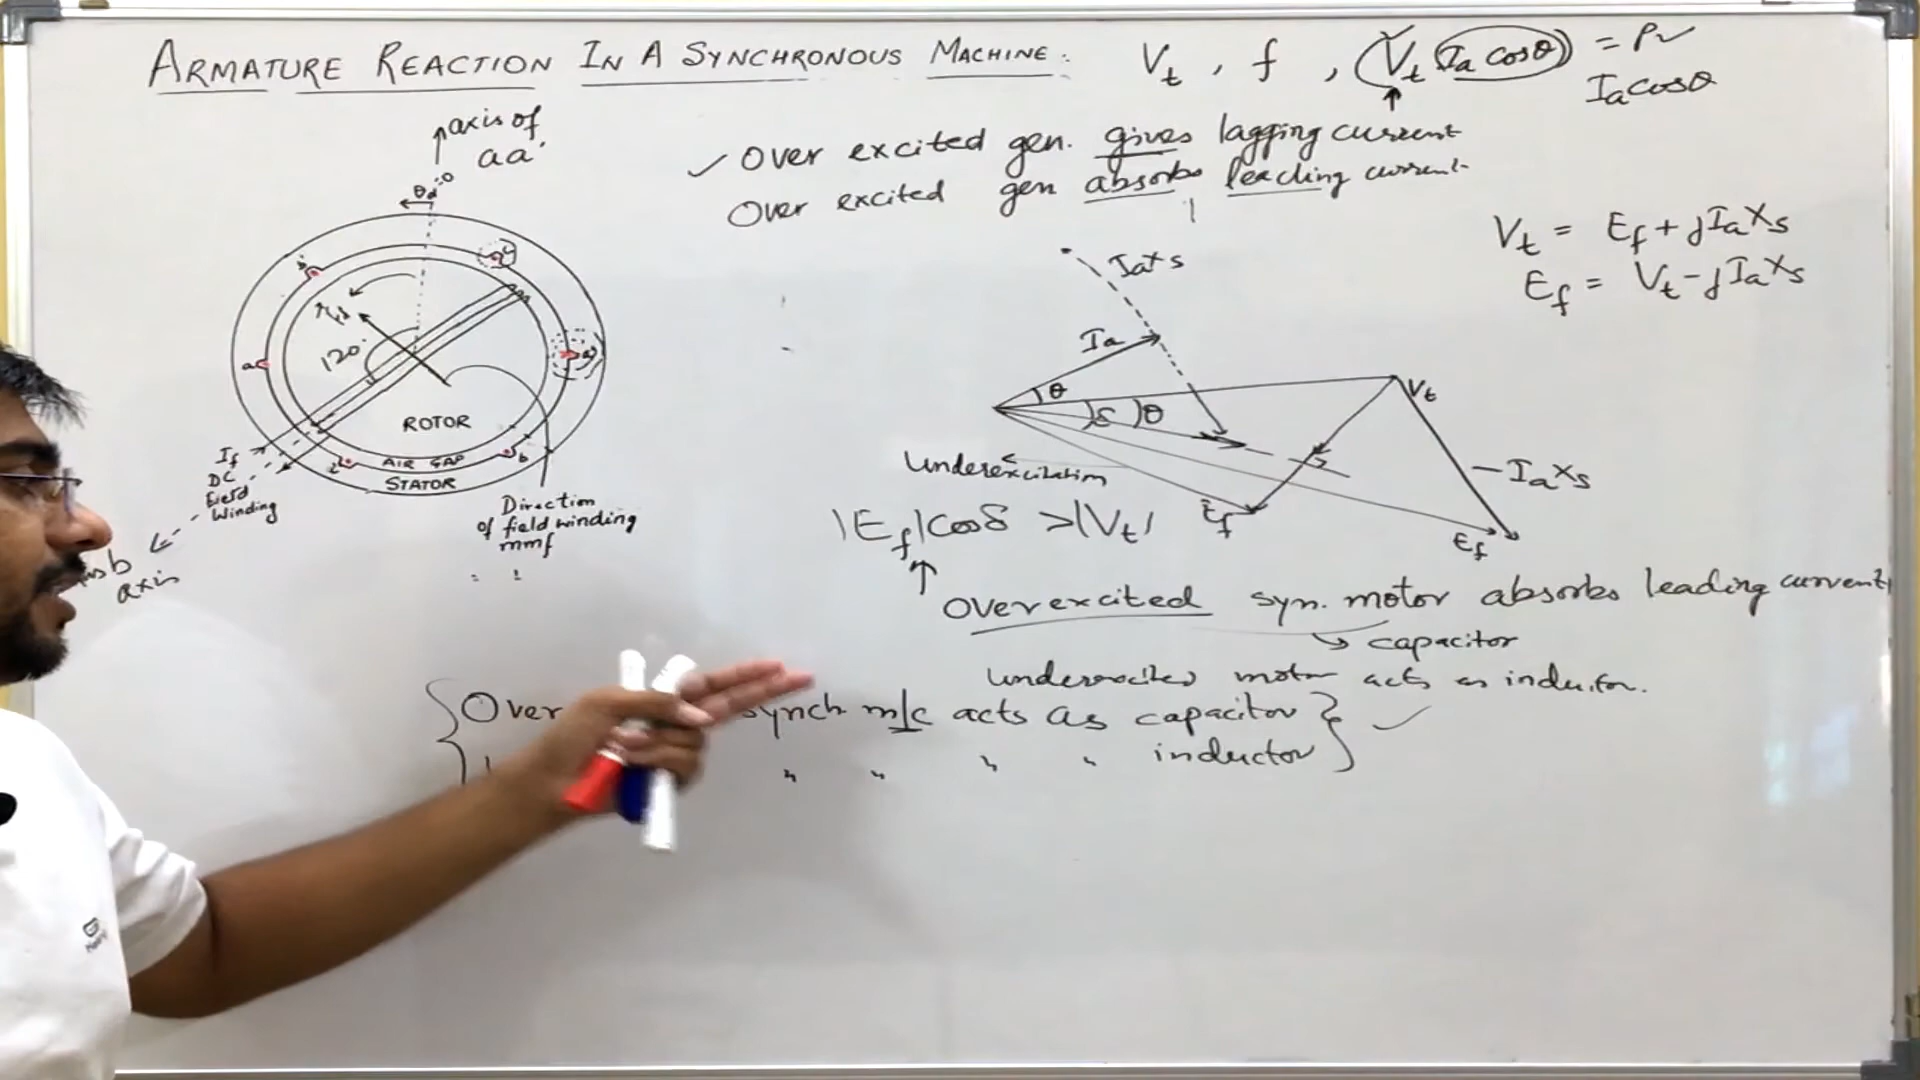 ARMATURE REACTION IN A SYNCHRONOUS MACHINE:
Vt , f , (Vt Ia cosθ) = P
Ia cosθ
✓ Over excited gen. gives lagging current
Over excited gen absorbs leading current.
Vt = Ef + jIaXs
Ef = Vt - jIaXs
axis of
aa'
θd=0
c'
b'
a
a'
120°
ROTOR
AIR GAP
STATOR
c
b
If
DC
field
winding
b
axis
Direction
of field winding
mmf
IaXs
Ia
θ
δ
θ
Vt
-IaXs
Ef
Ef
Underexcitation
|Ef|cosδ > |Vt|
Overexcited syn. motor absorbs leading current
↳ capacitor
underexcited motor acts as inductor.
Over synch m/c acts as capacitor ✓
" " " " inductor